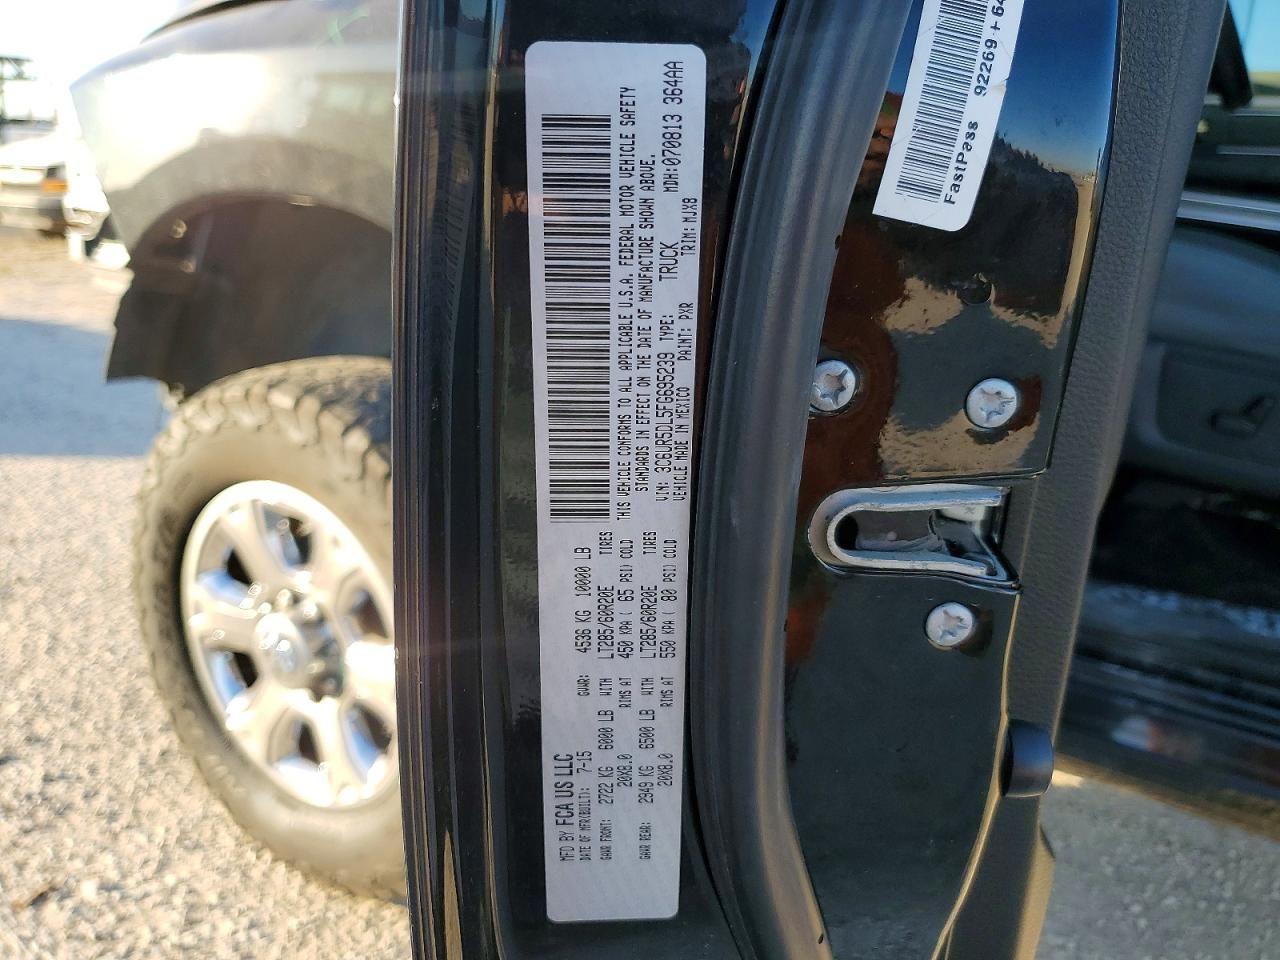 MFD BY FCA US LLC
DATE OF MFR(BUILT): 7-15 GVWR: 4536 KG 10000 LB
GAWR FRONT: 2722 KG 6000 LB WITH LT285/60R20E TIRES
20X8.0 RIMS AT 450 KPA ( 65 PSI) COLD
GAWR REAR: 2949 KG 6500 LB WITH LT285/60R20E TIRES
20X8.0 RIMS AT 550 KPA ( 80 PSI) COLD
THIS VEHICLE CONFORMS TO ALL APPLICABLE U.S.A. FEDERAL MOTOR VEHICLE SAFETY
STANDARDS IN EFFECT ON THE DATE OF MANUFACTURE SHOWN ABOVE.
VIN: 3C6UR5DL5FG695239 TYPE: TRUCK MDH:070813 364AA
VEHICLE MADE IN MEXICO PAINT: PXR TRIM: MJX8
FastPass 92269+64